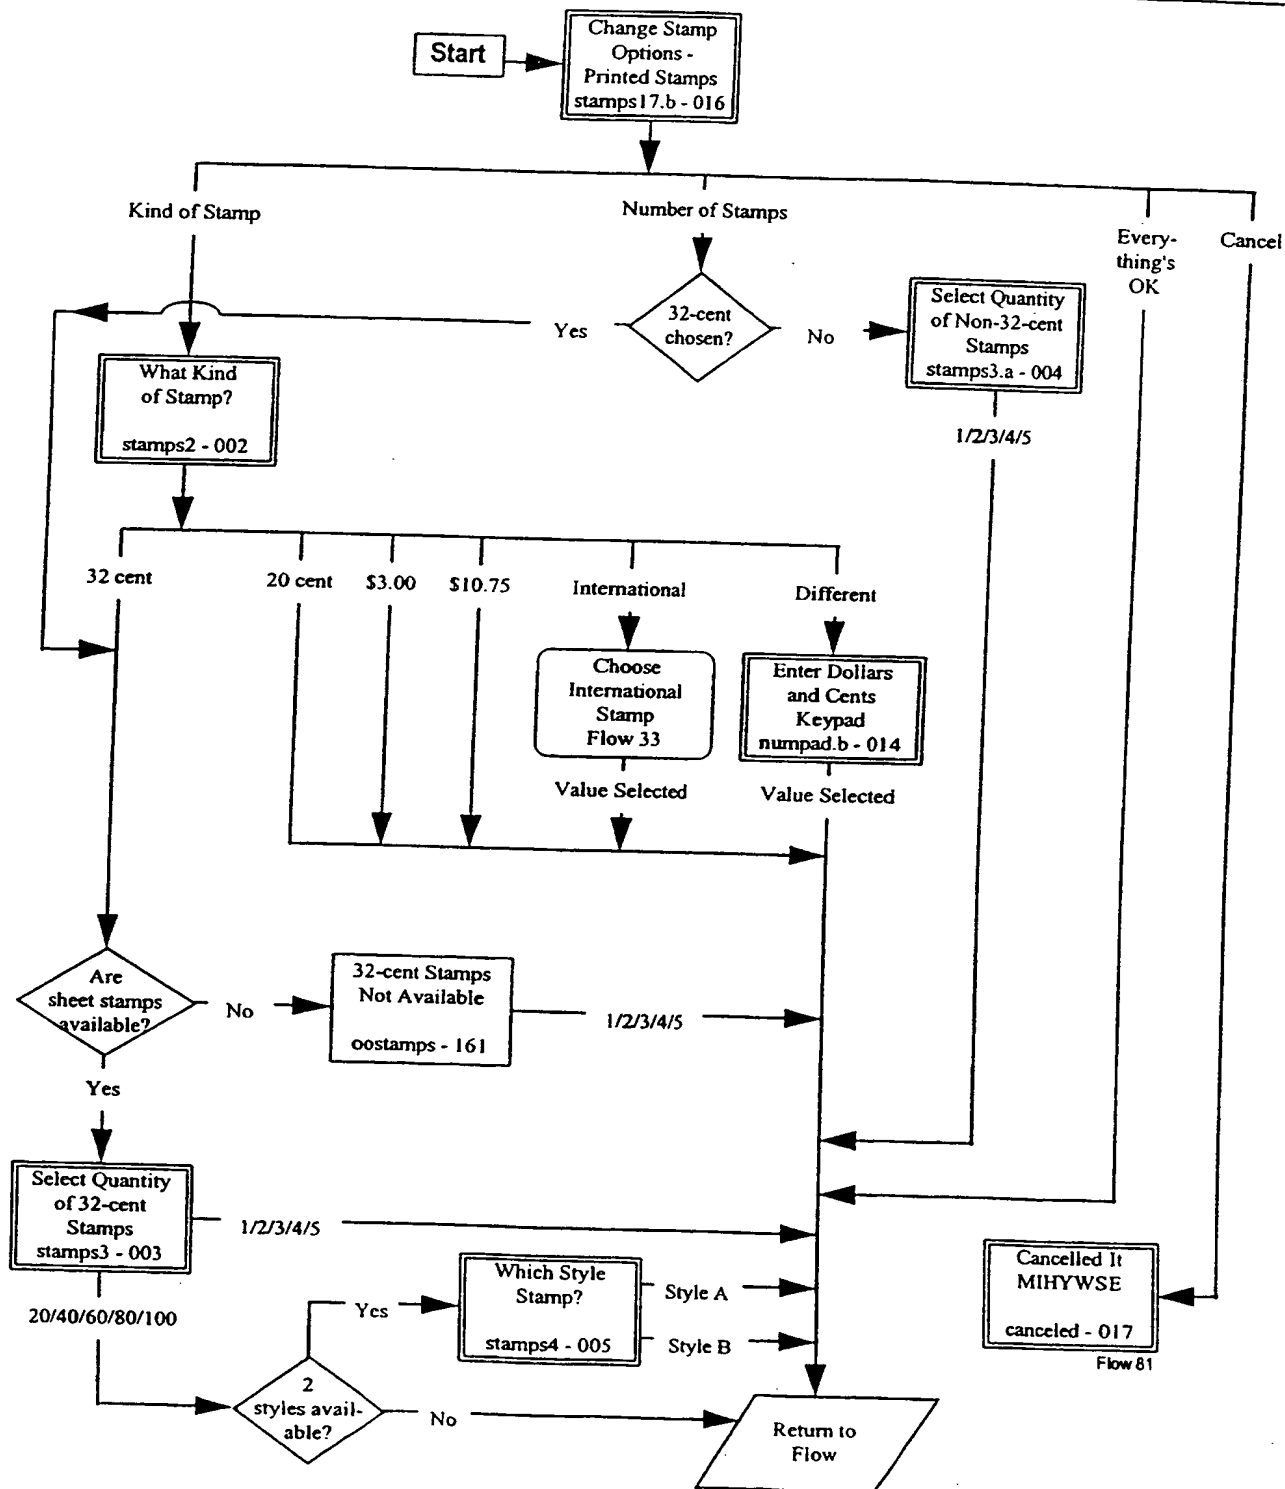 Start
Change Stamp
Options -
Printed Stamps
stamps17.b - 016
Kind of Stamp
Number of Stamps
Every-
thing's
OK
Cancel
32-cent
chosen?
Yes
No
Select Quantity
of Non-32-cent
Stamps
stamps3.a - 004
1/2/3/4/5
What Kind
of Stamp?
stamps2 - 002
32 cent
20 cent
$3.00
$10.75
International
Different
Choose
International
Stamp
Flow 33
Enter Dollars
and Cents
Keypad
numpad.b - 014
Value Selected
Value Selected
Are
sheet stamps
available?
No
32-cent Stamps
Not Available
oostamps - 161
1/2/3/4/5
Yes
Select Quantity
of 32-cent
Stamps
stamps3 - 003
1/2/3/4/5
20/40/60/80/100
Yes
Which Style
Stamp?
stamps4 - 005
Style A
Style B
Cancelled It
MIHYWSE
canceled - 017
Flow 81
2
styles avail-
able?
No
Return to
Flow